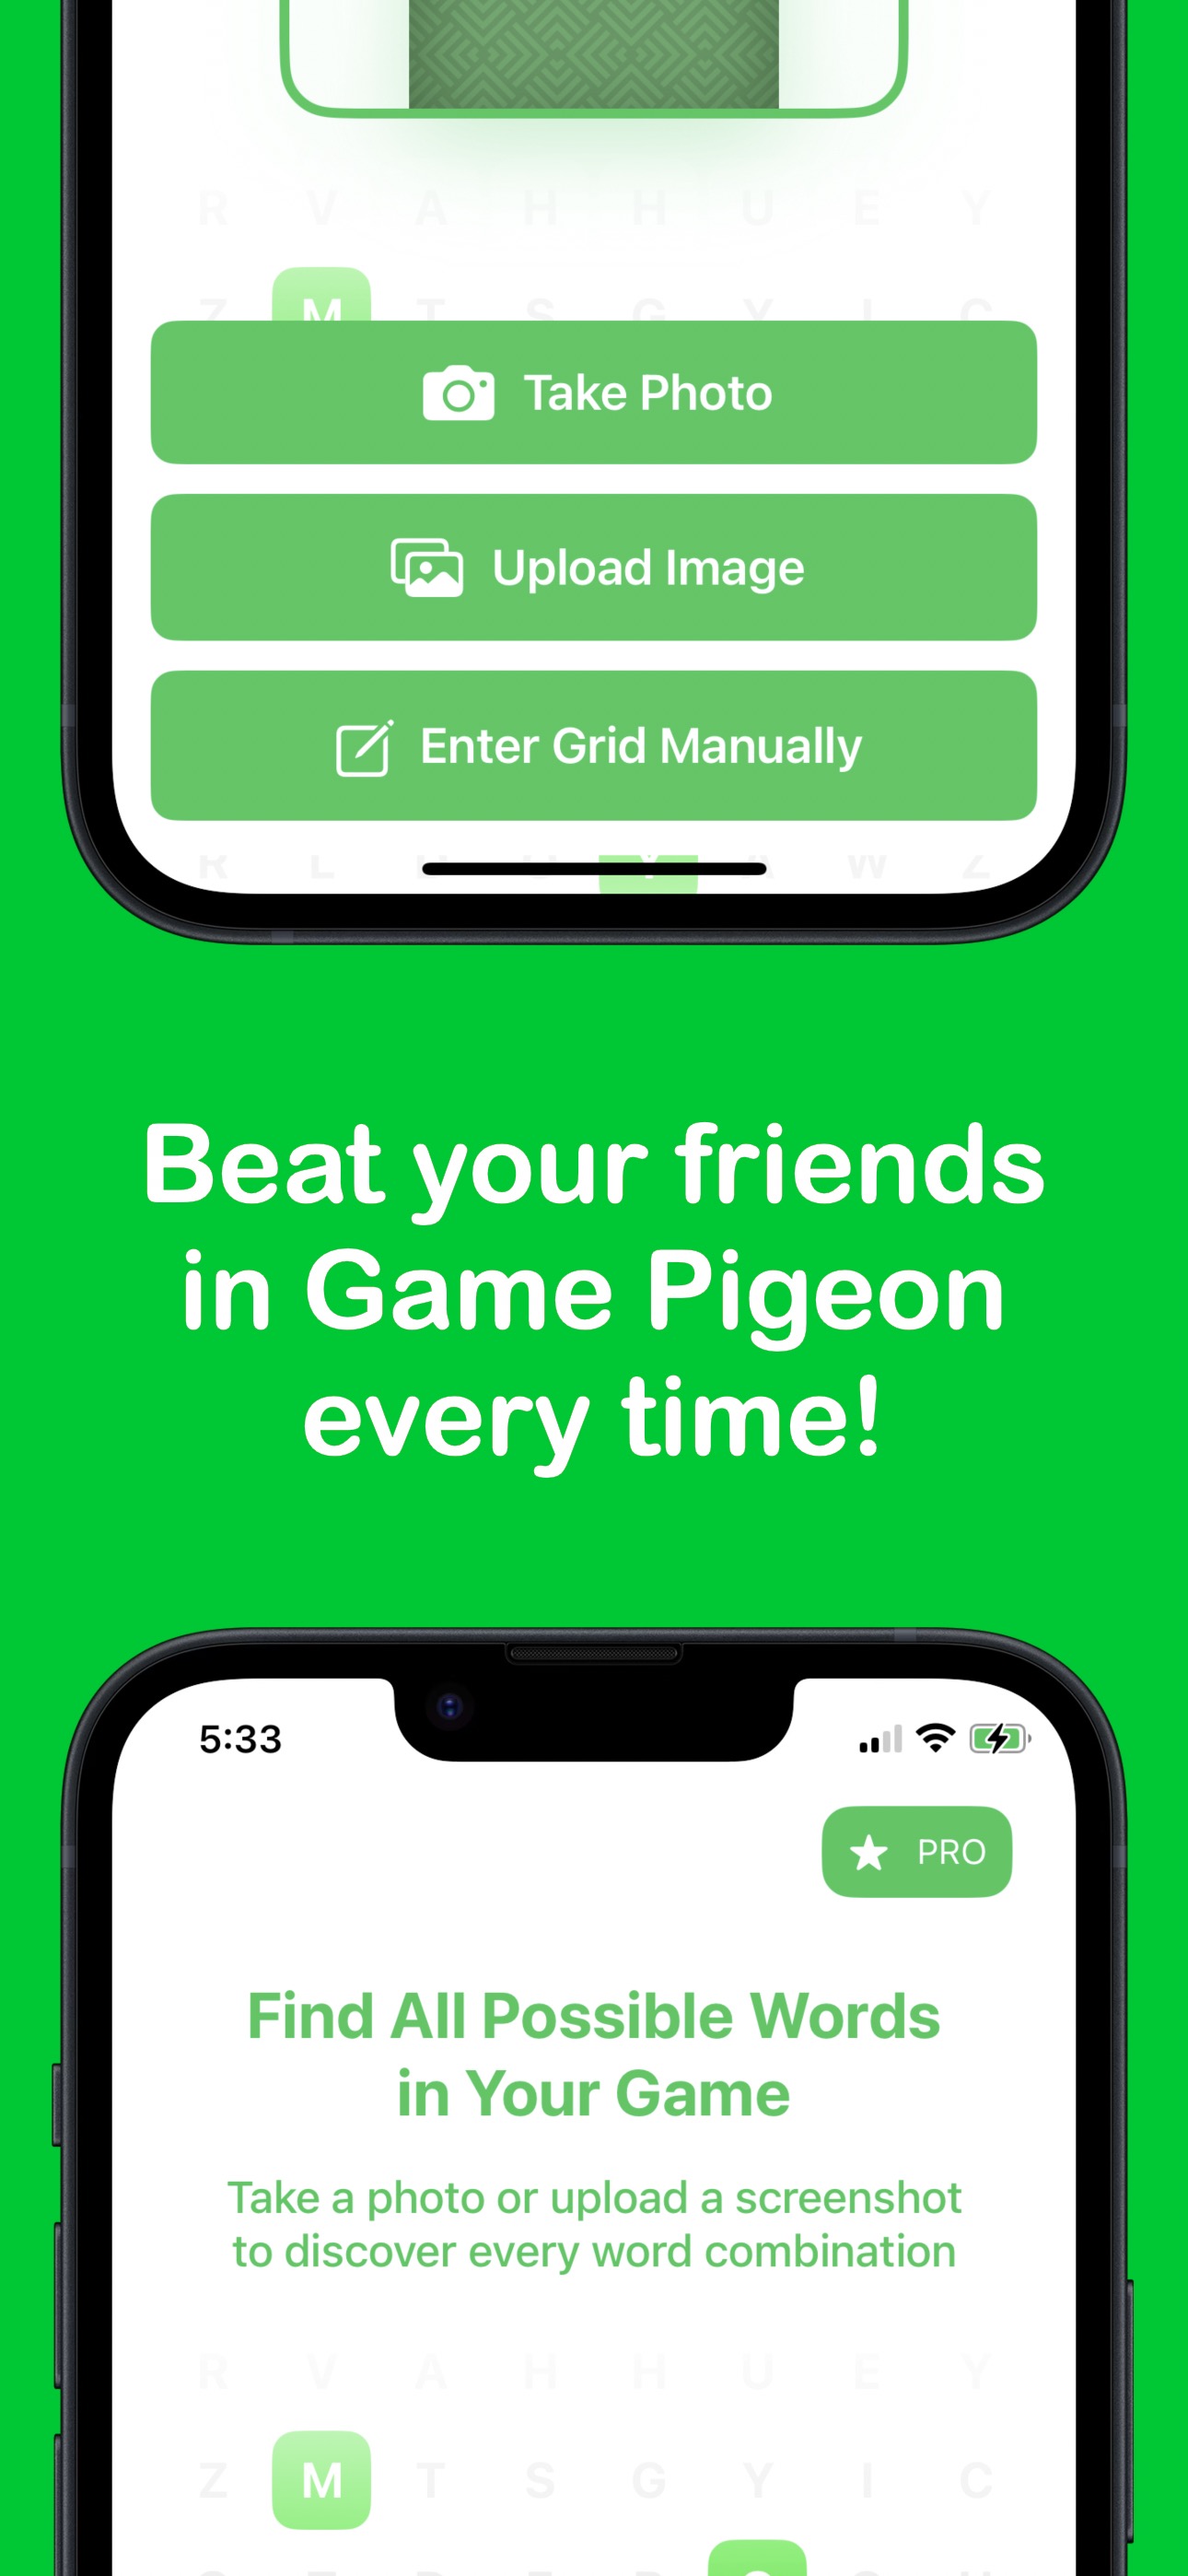 R V A H H U E Y
Z M T S G Y I C
Take Photo
Upload Image
Enter Grid Manually
R L W Z
Beat your friends
in Game Pigeon
every time!
5:33
PRO
Find All Possible Words
in Your Game
Take a photo or upload a screenshot
to discover every word combination
R V A H H U E Y
Z M T S G Y I C